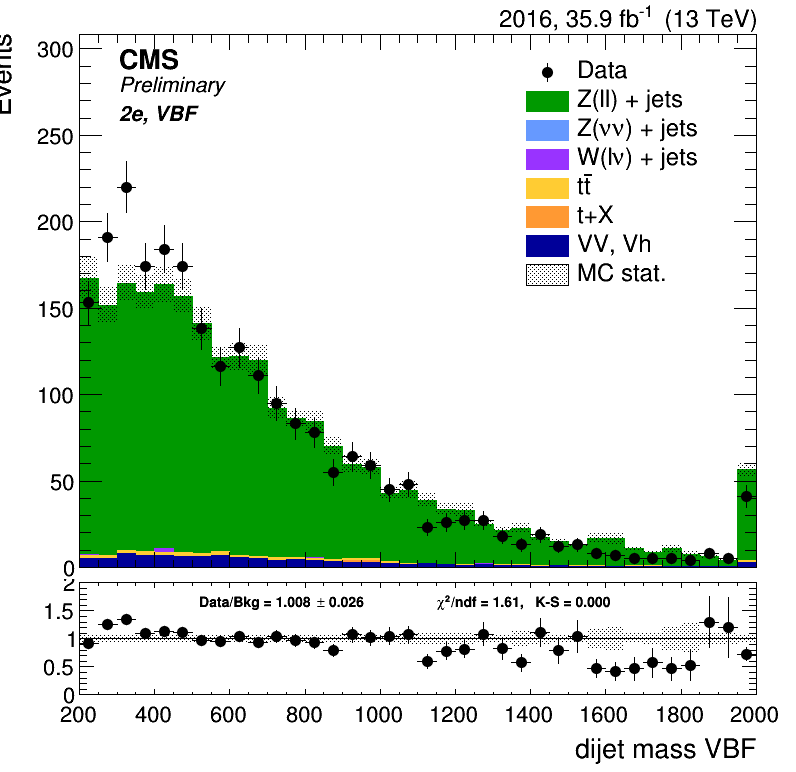 2016, 35.9 fb⁻¹ (13 TeV)
Events
300
250
200
150
100
50
0
CMS
Preliminary
2e, VBF
Data
Z(ll) + jets
Z(νν) + jets
W(lν) + jets
tt̄
t+X
VV, Vh
MC stat.
2
1.5
1
0.5
0
Data/Bkg = 1.008 ± 0.026
χ²/ndf = 1.61, K-S = 0.000
200 400 600 800 1000 1200 1400 1600 1800 2000
dijet mass VBF